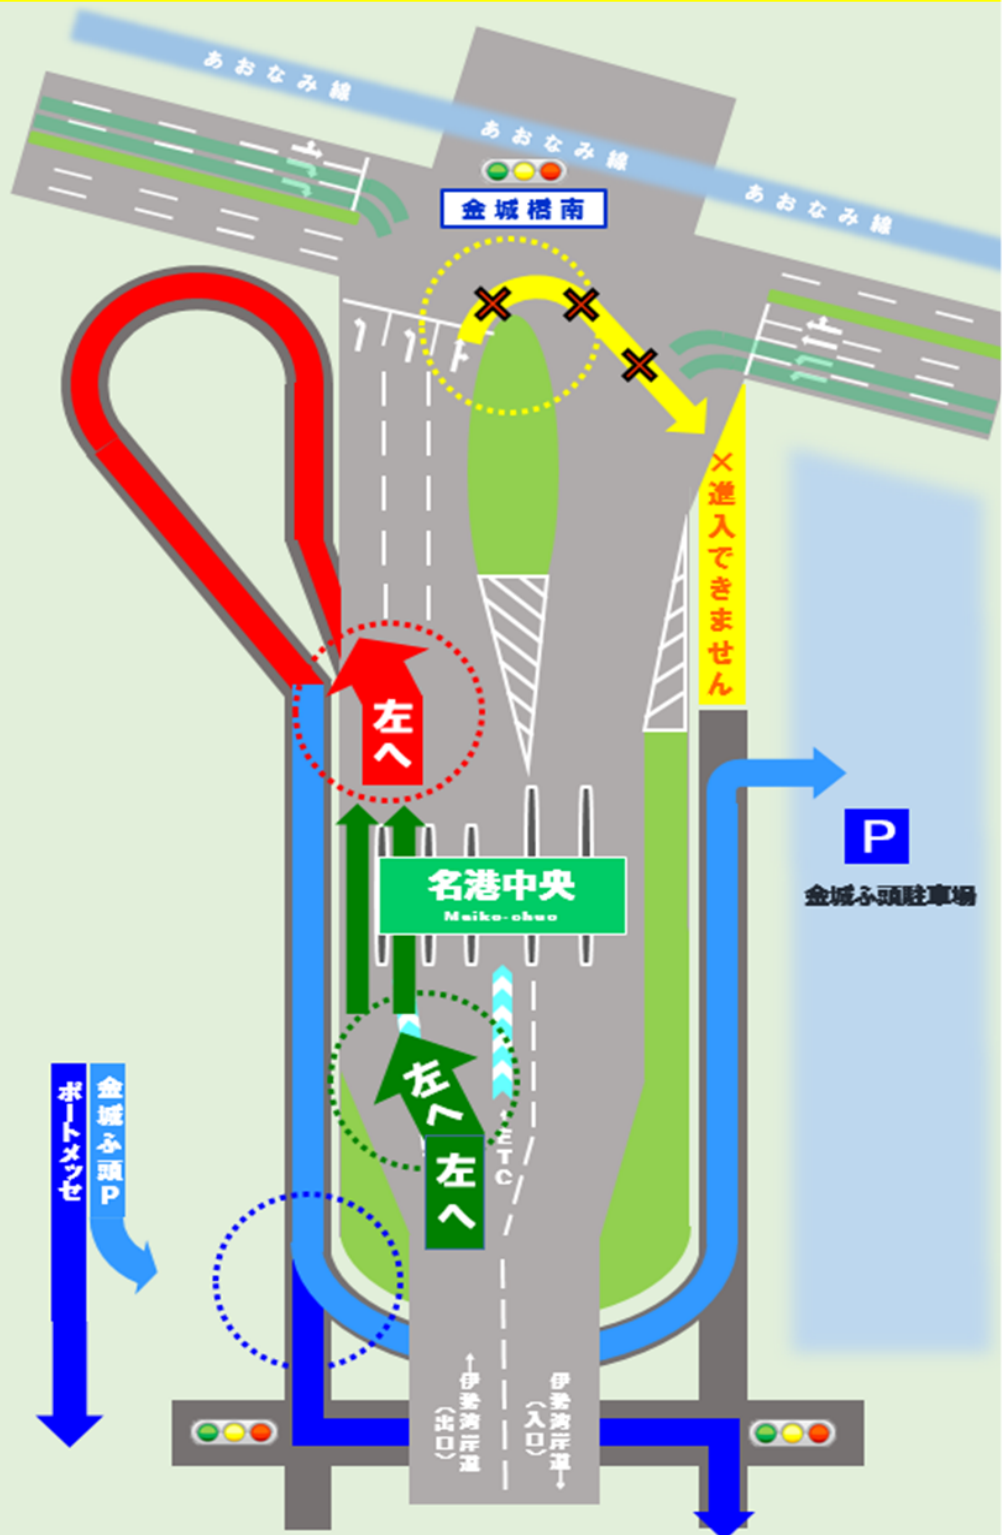 あおなみ線
あおなみ線
あおなみ線
金城橋南
×進入できません
左へ
P
金城ふ頭駐車場
名港中央
Meiko-chuo
左へ
左へ
ETC
ポートメッセ
金城ふ頭P
伊勢湾岸道
(出口)
伊勢湾岸道
(入口)